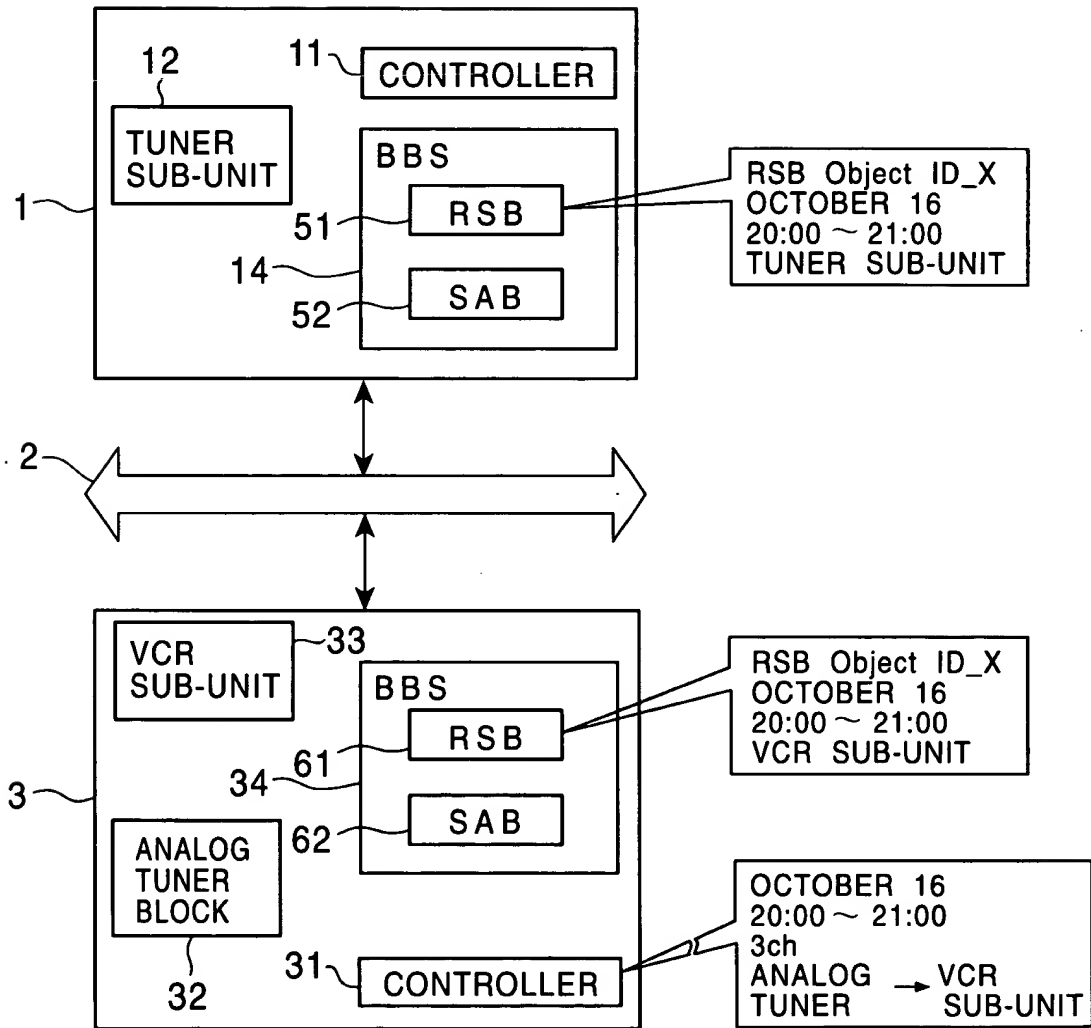 11
CONTROLLER
12
TUNER
SUB-UNIT
BBS
RSB
51
14
SAB
52
1
RSB Object ID_X
OCTOBER 16
20:00 ~ 21:00
TUNER SUB-UNIT
2
VCR
SUB-UNIT
33
BBS
RSB
61
34
SAB
62
3
ANALOG
TUNER
BLOCK
32
31
CONTROLLER
RSB Object ID_X
OCTOBER 16
20:00 ~ 21:00
VCR SUB-UNIT
OCTOBER 16
20:00 ~ 21:00
3ch
ANALOG → VCR
TUNER SUB-UNIT